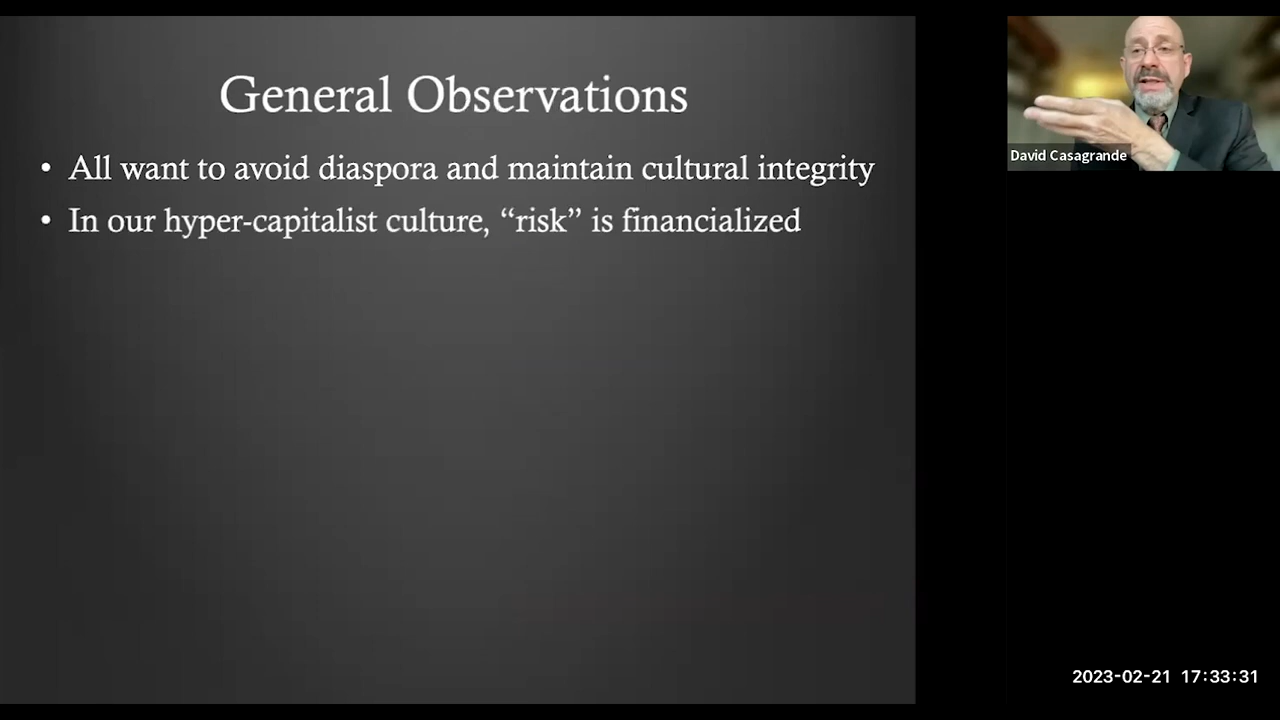 General Observations
• All want to avoid diaspora and maintain cultural integrity
• In our hyper-capitalist culture, “risk” is financialized
David Casagrande
2023-02-21 17:33:31